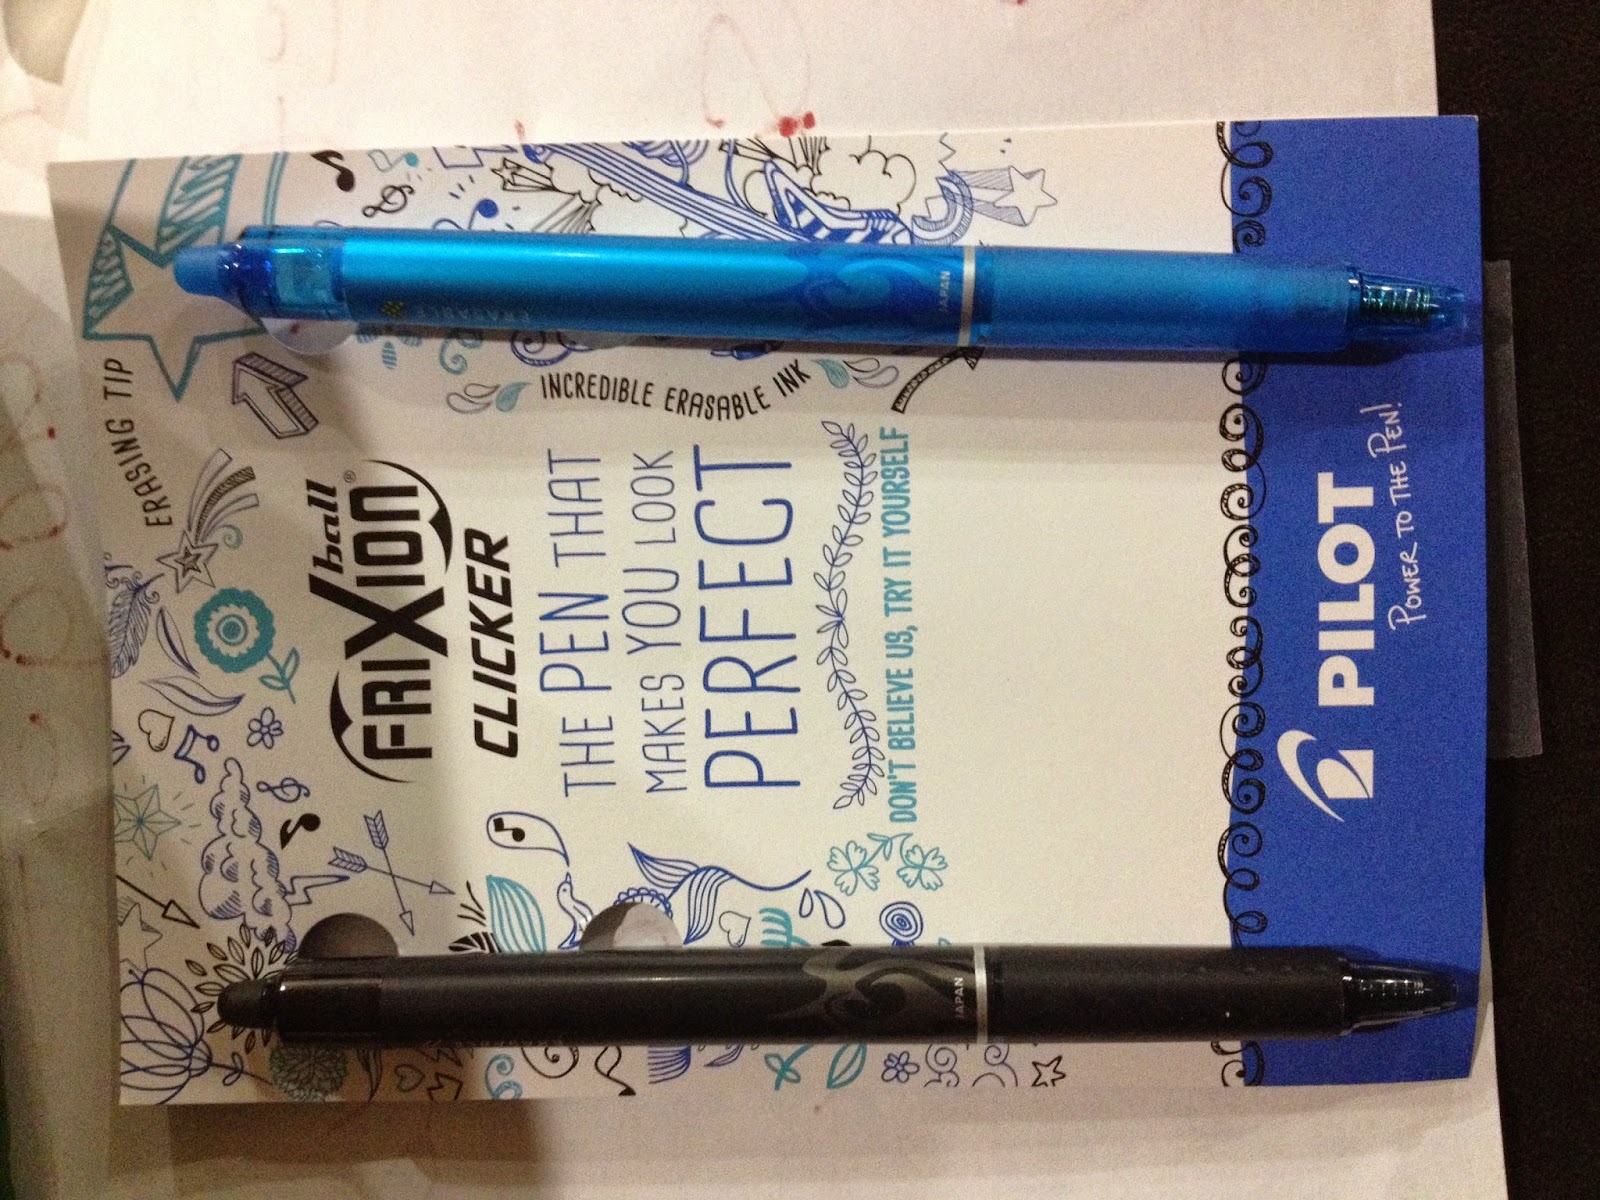 ERASING TIP
ball
FRIXION®
CLICKER
INCREDIBLE ERASABLE INK
THE PEN THAT
MAKES YOU LOOK
PERFECT
DON'T BELIEVE US, TRY IT YOURSELF
PILOT
POWER TO THE PEN!
ERASABLE
JAPAN
JAPAN